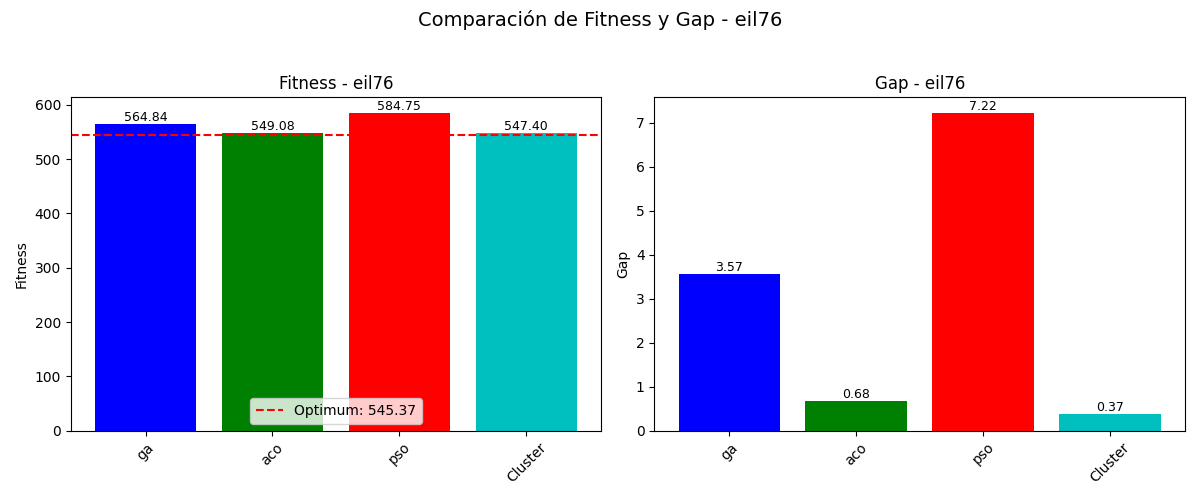 Comparación de Fitness y Gap - eil76
Fitness - eil76
Fitness
600
500
400
300
200
100
0
564.84
549.08
584.75
547.40
Optimum: 545.37
ga
aco
pso
Cluster
Gap - eil76
Gap
7
6
5
4
3
2
1
0
3.57
0.68
7.22
0.37
ga
aco
pso
Cluster